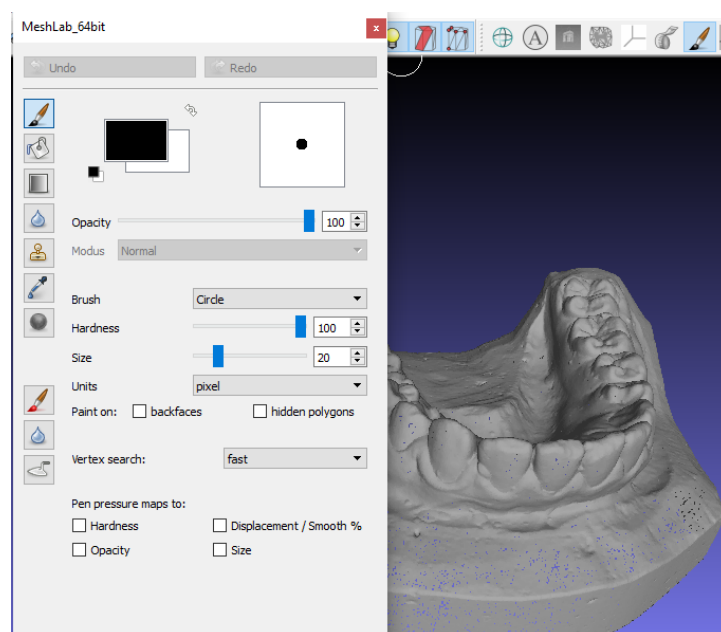 MeshLab_64bit
Undo Redo
Opacity 100
Modus Normal
Brush Circle
Hardness 100
Size 20
Units pixel
Paint on: backfaces hidden polygons
Vertex search: fast
Pen pressure maps to:
Hardness Displacement / Smooth %
Opacity Size
A